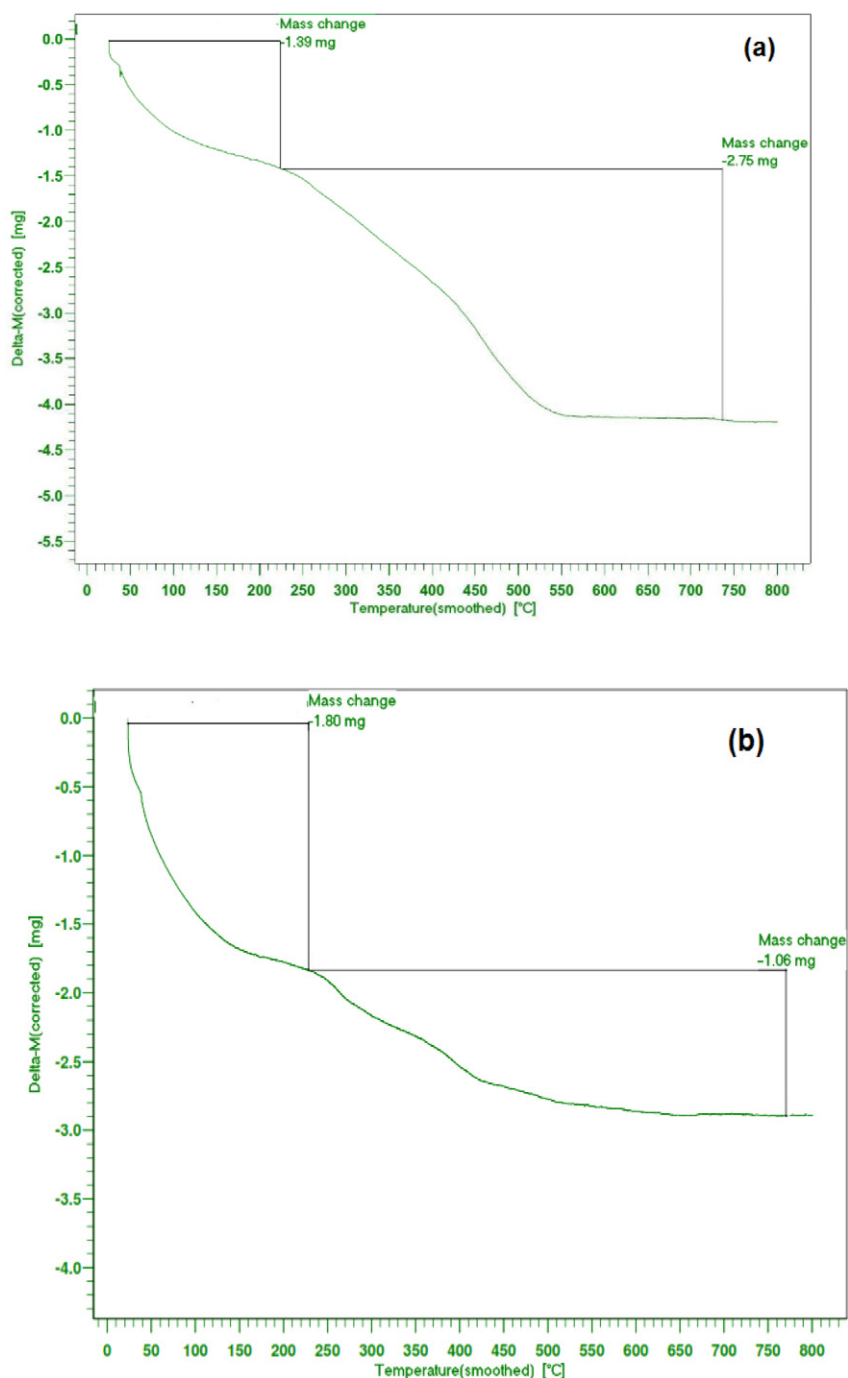 Mass change
-1.39 mg
(a)
Mass change
-2.75 mg
0.0
-0.5
-1.0
-1.5
-2.0
-2.5
-3.0
-3.5
-4.0
-4.5
-5.0
-5.5
Delta-M(corrected) [mg]
0 50 100 150 200 250 300 350 400 450 500 550 600 650 700 750 800
Temperature(smoothed) [°C]
Mass change
-1.80 mg
(b)
Mass change
-1.06 mg
0.0
-0.5
-1.0
-1.5
-2.0
-2.5
-3.0
-3.5
-4.0
Delta-M(corrected) [mg]
0 50 100 150 200 250 300 350 400 450 500 550 600 650 700 750 800
Temperature(smoothed) [°C]